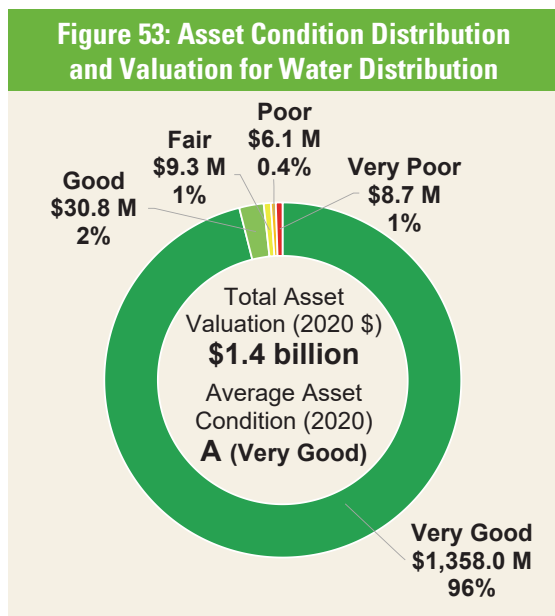 Figure 53: Asset Condition Distribution
and Valuation for Water Distribution
Poor
$6.1 M
0.4%
Fair
$9.3 M
1%
Very Poor
$8.7 M
1%
Good
$30.8 M
2%
Total Asset
Valuation (2020 $)
$1.4 billion
Average Asset
Condition (2020)
A (Very Good)
Very Good
$1,358.0 M
96%